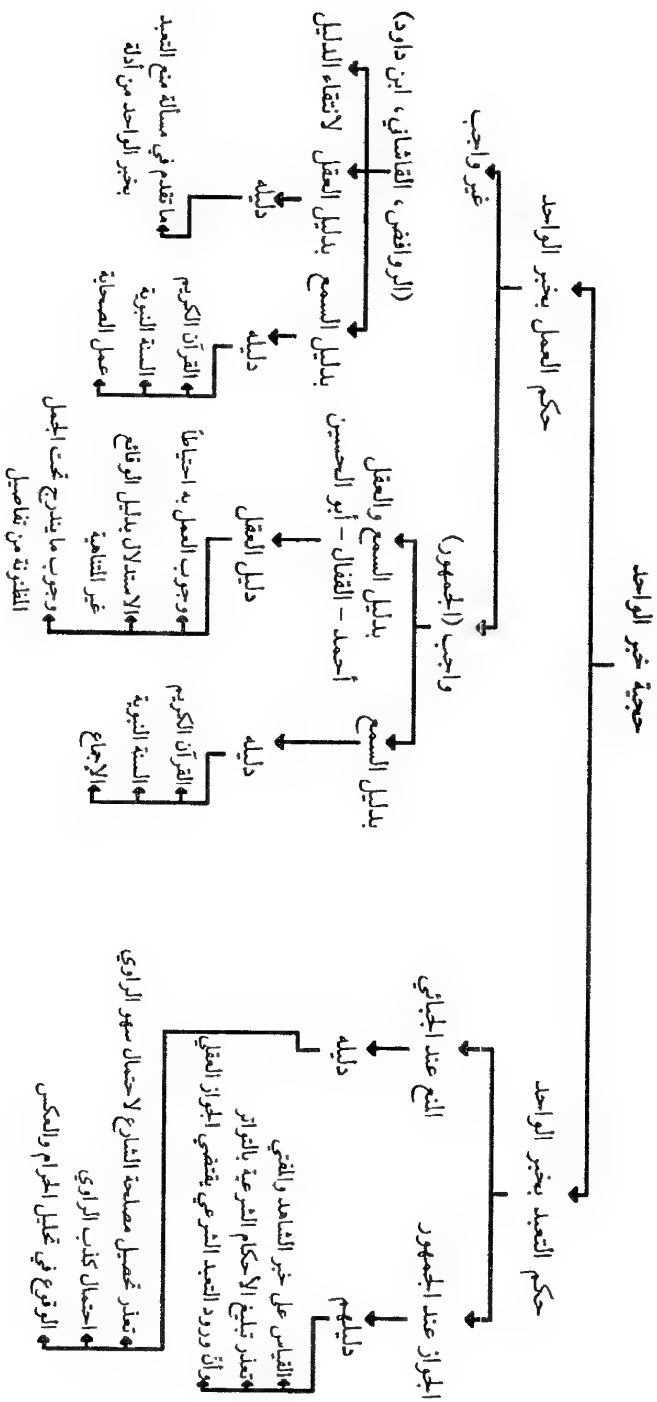 حجية خبر الواحد
حكم التعبد بخبر الواحد
الجواز عند الجمهور
دليلهم
القياس على خبر الشاهد والمفتي
تعذر تبليغ الأحكام الشرعية بالتواتر
وأن ورود التعبد الشرعي يقتضي الجواز العقلي
المنع عند الجبائي
دليله
تعذر تحصيل مصلحة الشارع لاحتمال سهو الراوي
احتمال كذب الراوي
الوقوع في تحليل الحرام والعكس
حكم العمل بخبر الواحد
واجب (الجمهور)
بدليل السمع
دليله
القرآن الكريم
السنة النبوية
الإجماع
بدليل السمع والعقل
أحمد - القفال - أبو الحسين
دليل العقل
وجوب العمل به احتياطاً
الاستدلال بدليل الوقائع
غير المتناهية
وجوب ما يندرج تحت الجمل
المظنونة من تفاصيل
غير واجب
(الروافض، القاشاني، ابن داود)
بدليل السمع
دليله
القرآن الكريم
السنة النبوية
عمل الصحابة
بدليل العقل
دليله
ما تقدم في مسألة منع التعبد
بخبر الواحد من أدلة
لانتفاء الدليل